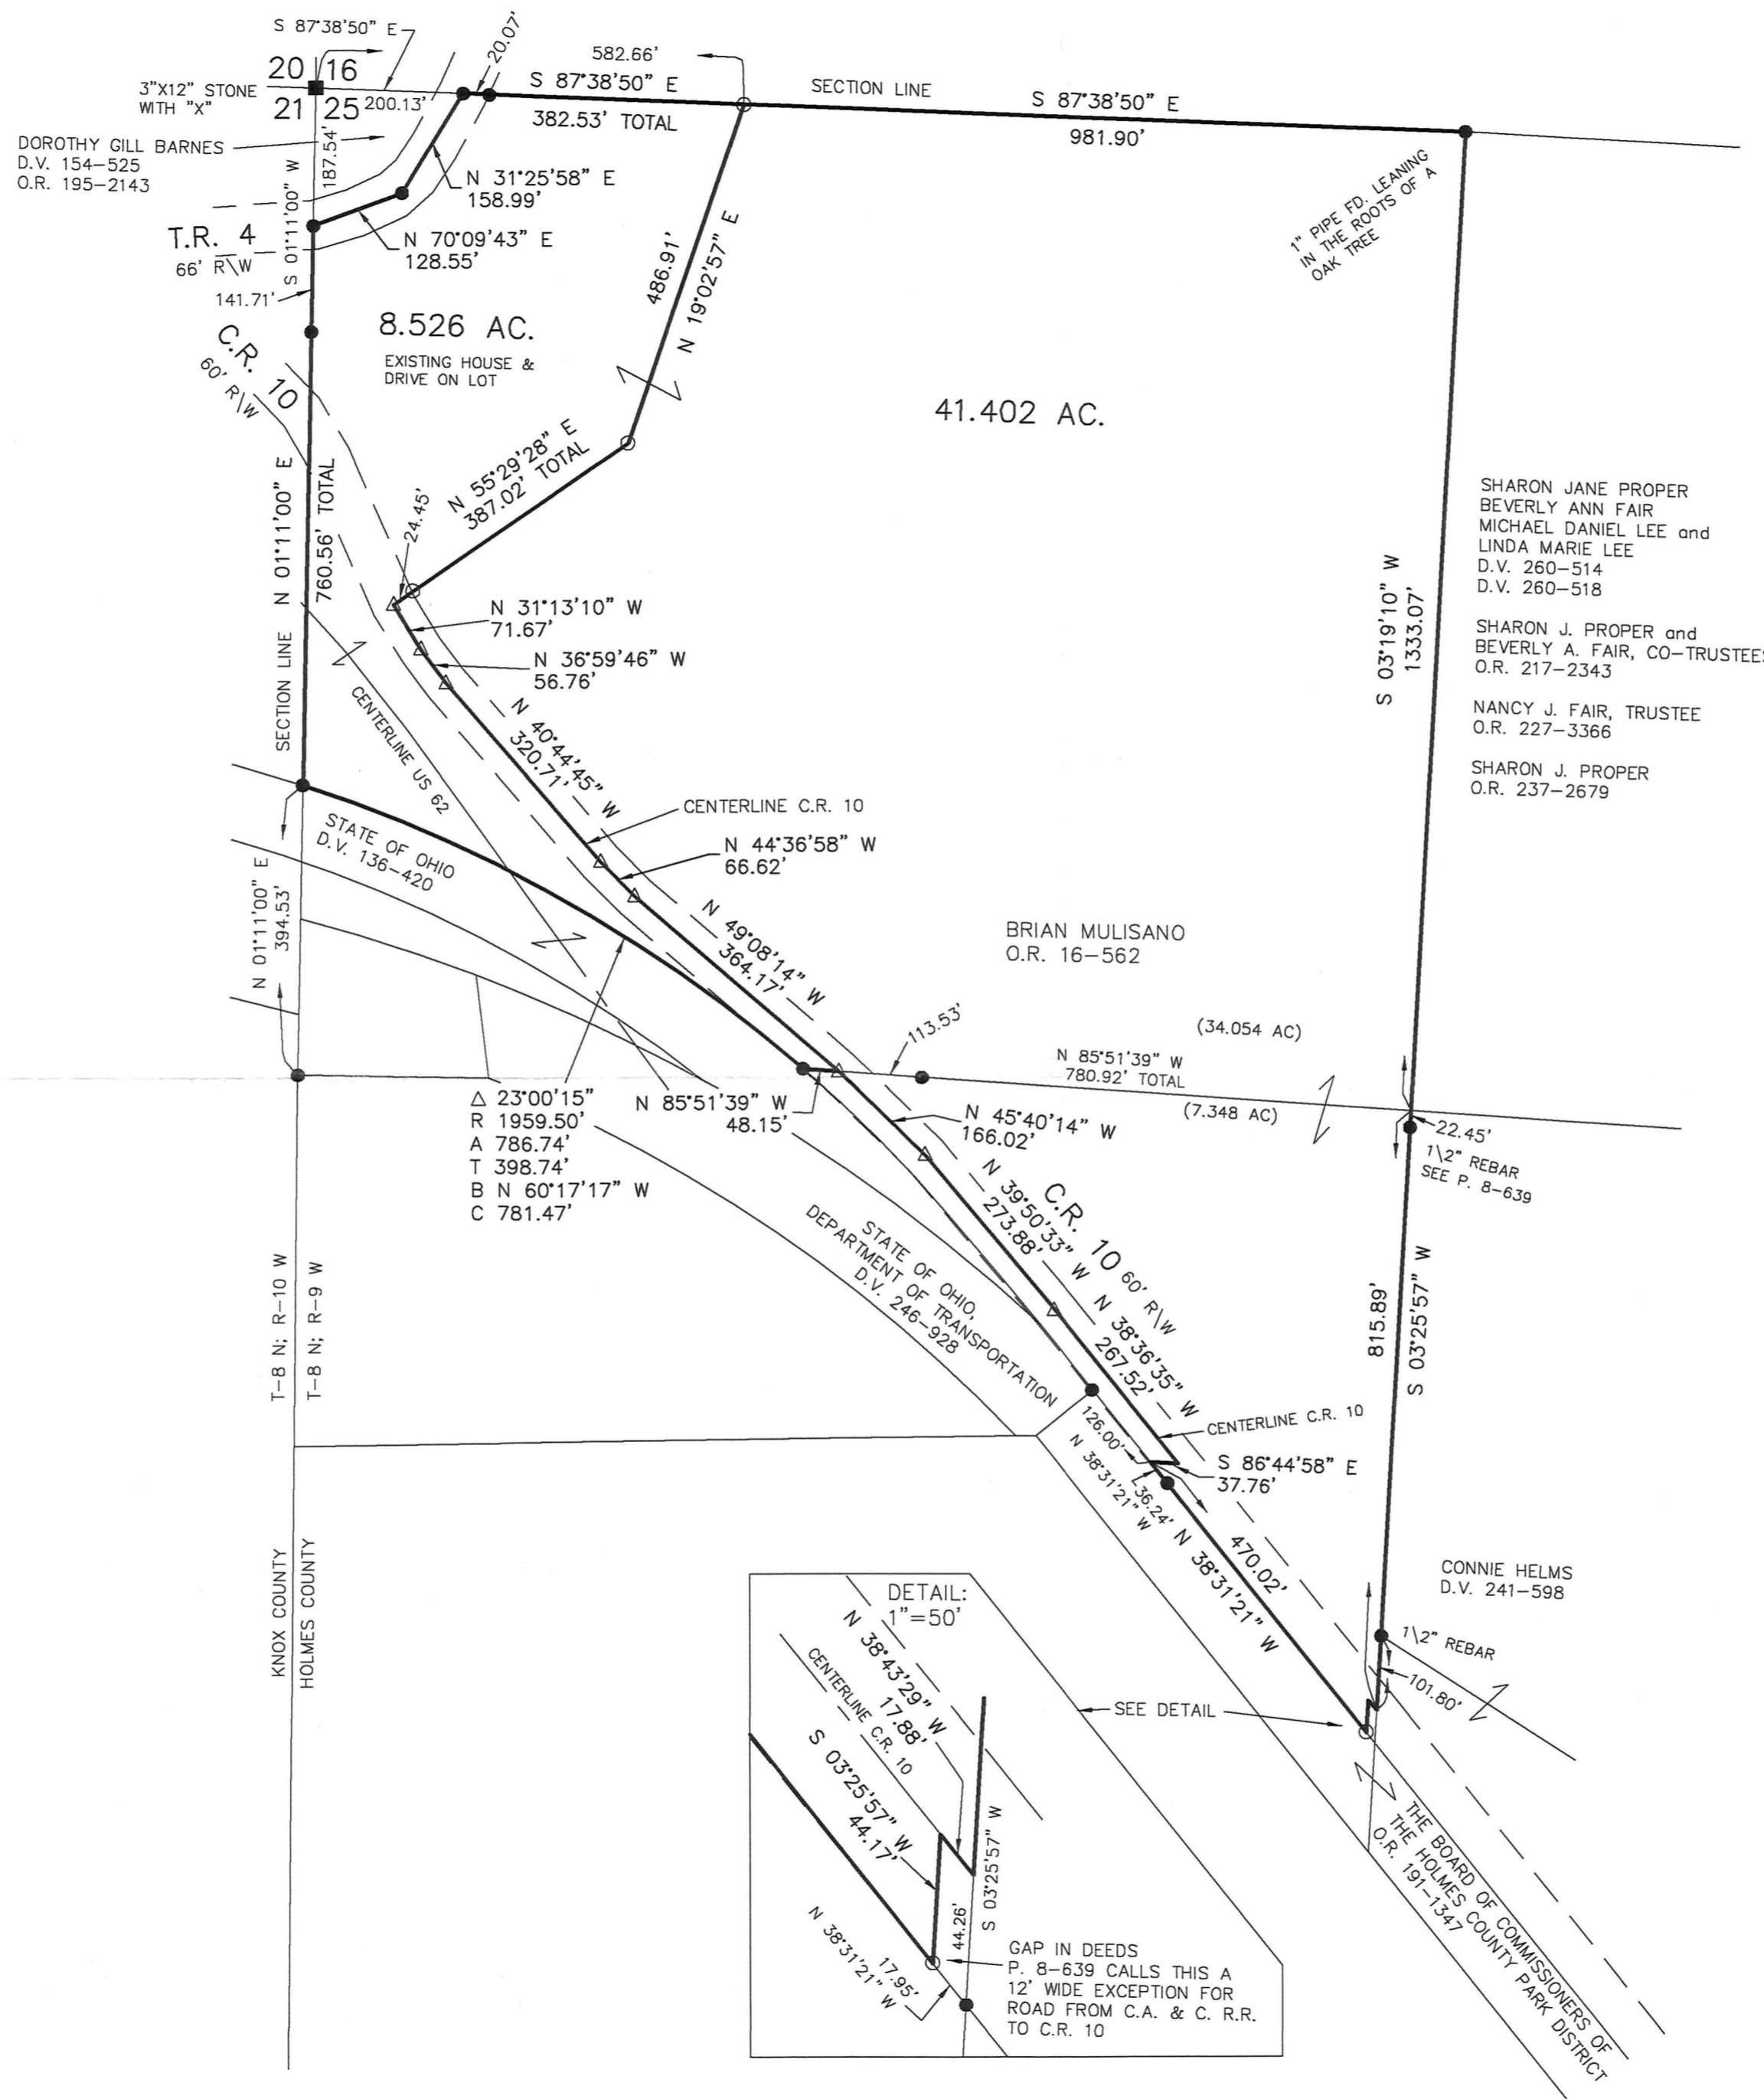 S 87°38'50" E
20 16
21 25
3"X12" STONE
WITH "X"
200.13'
20.07'
582.66'
S 87°38'50" E
382.53' TOTAL
SECTION LINE
S 87°38'50" E
981.90'
DOROTHY GILL BARNES
D.V. 154-525
O.R. 195-2143
187.54'
S 01°11'00" W
N 31°25'58" E
158.99'
T.R. 4
66' R\W
N 70°09'43" E
128.55'
141.71'
1" PIPE FD. LEANING
IN THE ROOTS OF A
OAK TREE
486.91'
N 19°02'57" E
8.526 AC.
EXISTING HOUSE &
DRIVE ON LOT
C.R. 10
60' R\W
41.402 AC.
N 55°29'28" E
387.02' TOTAL
24.45'
SECTION LINE N 01°11'00" E
760.56' TOTAL
SHARON JANE PROPER
BEVERLY ANN FAIR
MICHAEL DANIEL LEE and
LINDA MARIE LEE
D.V. 260-514
D.V. 260-518
SHARON J. PROPER and
BEVERLY A. FAIR, CO-TRUSTEES
O.R. 217-2343
NANCY J. FAIR, TRUSTEE
O.R. 227-3366
SHARON J. PROPER
O.R. 237-2679
S 03°19'10" W
1333.07'
N 31°13'10" W
71.67'
N 36°59'46" W
56.76'
CENTERLINE US 62
N 40°44'45" W
320.71'
CENTERLINE C.R. 10
N 44°36'58" W
66.62'
STATE OF OHIO
D.V. 136-420
N 01°11'00" E
394.53'
N 49°08'14" W
364.17'
BRIAN MULISANO
O.R. 16-562
113.53'
(34.054 AC)
N 85°51'39" W
780.92' TOTAL
(7.348 AC)
22.45'
1\2" REBAR
SEE P. 8-639
Δ 23°00'15"
R 1959.50'
A 786.74'
T 398.74'
B N 60°17'17" W
C 781.47'
N 85°51'39" W
48.15'
N 45°40'14" W
166.02'
N 39°50'33" W
273.88'
C.R. 10 60' R\W
STATE OF OHIO,
DEPARTMENT OF TRANSPORTATION
D.V. 246-928
N 38°36'35" W
267.52'
815.89'
S 03°25'57" W
T-8 N; R-10 W
T-8 N; R-9 W
CENTERLINE C.R. 10
S 86°44'58" E
37.76'
126.00'
N 38°31'21" W
36.24'
470.02'
N 38°31'21" W
CONNIE HELMS
D.V. 241-598
1\2" REBAR
101.80'
KNOX COUNTY
HOLMES COUNTY
SEE DETAIL
DETAIL:
1"=50'
N 38°43'29" W
17.88'
CENTERLINE C.R. 10
S 03°25'57" W
44.17'
S 03°25'57" W
44.26'
N 38°31'21" W
17.95'
GAP IN DEEDS
P. 8-639 CALLS THIS A
12' WIDE EXCEPTION FOR
ROAD FROM C.A. & C. R.R.
TO C.R. 10
THE BOARD OF COMMISSIONERS OF
THE HOLMES COUNTY PARK DISTRICT
O.R. 191-1347